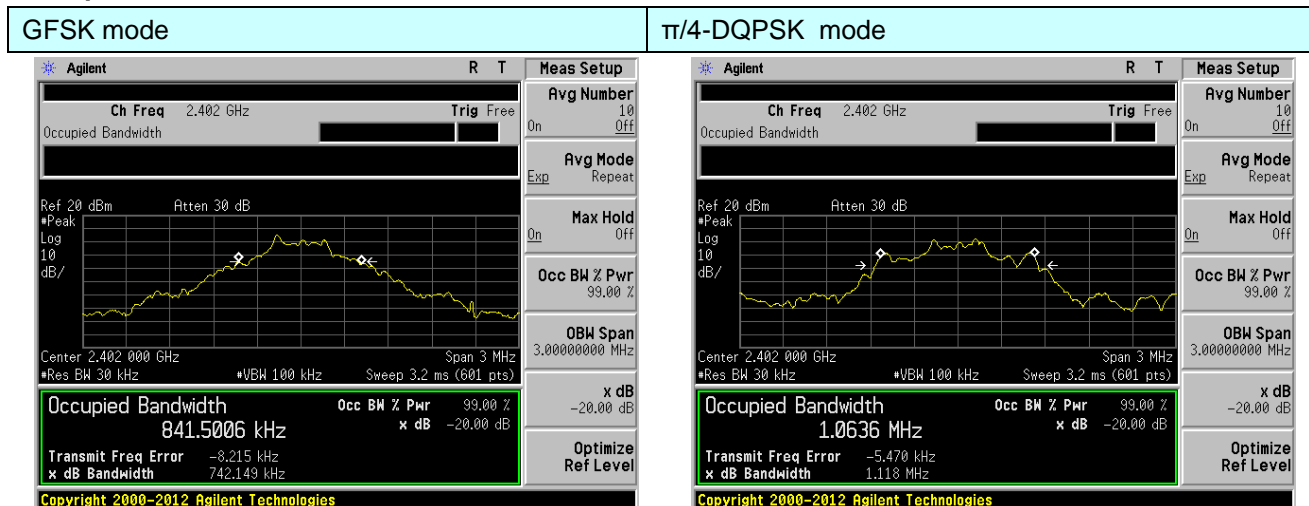 GFSK mode
π/4-DQPSK mode
Agilent R T
Ch Freq 2.402 GHz Trig Free
Occupied Bandwidth
Ref 20 dBm Atten 30 dB
#Peak
Log
10
dB/
Center 2.402 000 GHz Span 3 MHz
#Res BW 30 kHz #VBW 100 kHz Sweep 3.2 ms (601 pts)
Occupied Bandwidth Occ BW % Pwr 99.00 %
841.5006 kHz x dB -20.00 dB
Transmit Freq Error -8.215 kHz
x dB Bandwidth 742.149 kHz
Copyright 2000-2012 Agilent Technologies
Meas Setup
Avg Number
10
On Off
Avg Mode
Exp Repeat
Max Hold
On Off
Occ BW % Pwr
99.00 %
OBW Span
3.00000000 MHz
x dB
-20.00 dB
Optimize
Ref Level
Agilent R T
Ch Freq 2.402 GHz Trig Free
Occupied Bandwidth
Ref 20 dBm Atten 30 dB
#Peak
Log
10
dB/
Center 2.402 000 GHz Span 3 MHz
#Res BW 30 kHz #VBW 100 kHz Sweep 3.2 ms (601 pts)
Occupied Bandwidth Occ BW % Pwr 99.00 %
1.0636 MHz x dB -20.00 dB
Transmit Freq Error -5.470 kHz
x dB Bandwidth 1.118 MHz
Copyright 2000-2012 Agilent Technologies
Meas Setup
Avg Number
10
On Off
Avg Mode
Exp Repeat
Max Hold
On Off
Occ BW % Pwr
99.00 %
OBW Span
3.00000000 MHz
x dB
-20.00 dB
Optimize
Ref Level